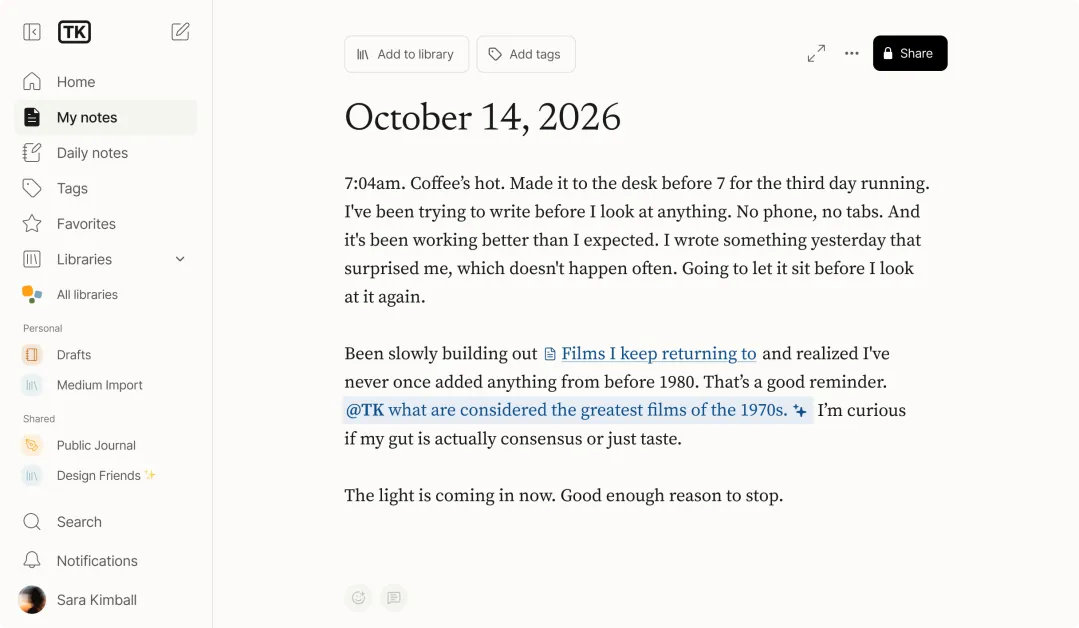 TK
Home
My notes
Daily notes
Tags
Favorites
Libraries
All libraries
Personal
Drafts
Medium Import
Shared
Public Journal
Design Friends ✨
Search
Notifications
Sara Kimball
Add to library
Add tags
Share
October 14, 2026
7:04am. Coffee’s hot. Made it to the desk before 7 for the third day running.
I've been trying to write before I look at anything. No phone, no tabs. And
it's been working better than I expected. I wrote something yesterday that
surprised me, which doesn't happen often. Going to let it sit before I look
at it again.
Been slowly building out Films I keep returning to and realized I've
never once added anything from before 1980. That’s a good reminder.
@TK what are considered the greatest films of the 1970s. I’m curious
if my gut is actually consensus or just taste.
The light is coming in now. Good enough reason to stop.